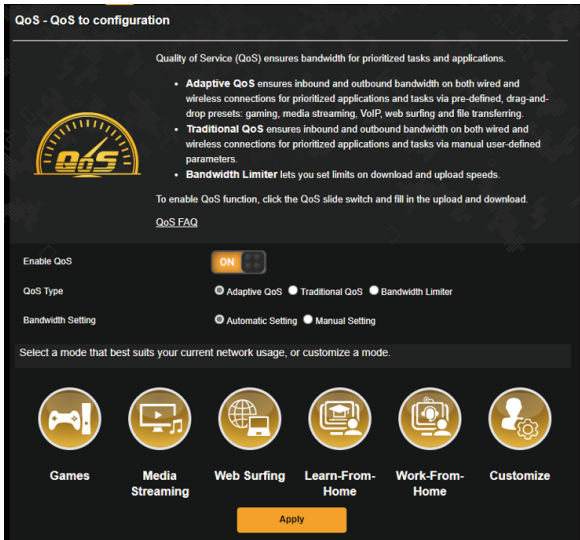 QoS - QoS to configuration
Quality of Service (QoS) ensures bandwidth for prioritized tasks and applications.
• Adaptive QoS ensures inbound and outbound bandwidth on both wired and
wireless connections for prioritized applications and tasks via pre-defined, drag-and-
drop presets: gaming, media streaming, VoIP, web surfing and file transferring.
• Traditional QoS ensures inbound and outbound bandwidth on both wired and
wireless connections for prioritized applications and tasks via manual user-defined
parameters.
• Bandwidth Limiter lets you set limits on download and upload speeds.
To enable QoS function, click the QoS slide switch and fill in the upload and download.
QoS FAQ
QoS
Enable QoS ON
QoS Type Adaptive QoS Traditional QoS Bandwidth Limiter
Bandwidth Setting Automatic Setting Manual Setting
Select a mode that best suits your current network usage, or customize a mode.
Games Media Web Surfing Learn-From- Work-From- Customize
Streaming Home Home
Apply